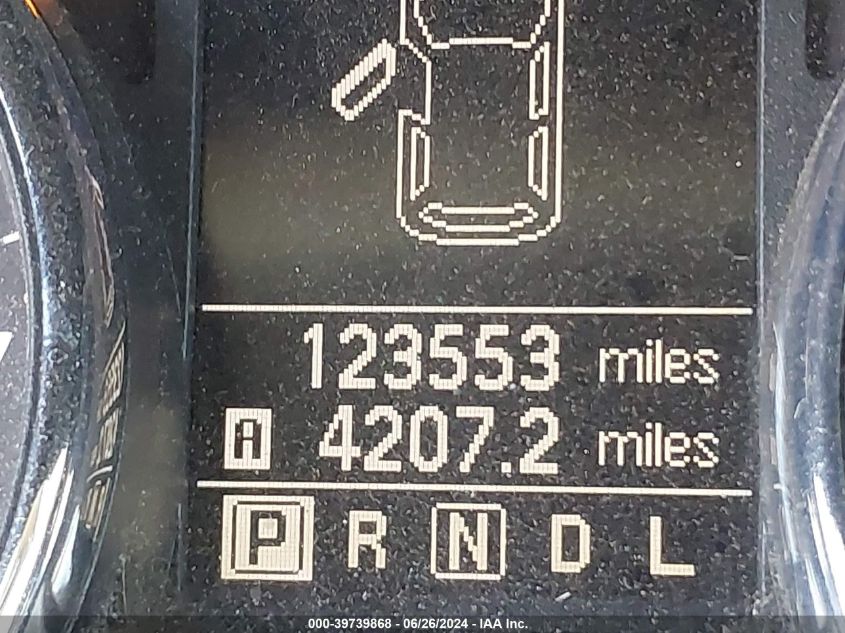 123553 miles
A 4207.2 miles
P R N D L
000-39739868 / 06/26/2024 - IAA Inc.